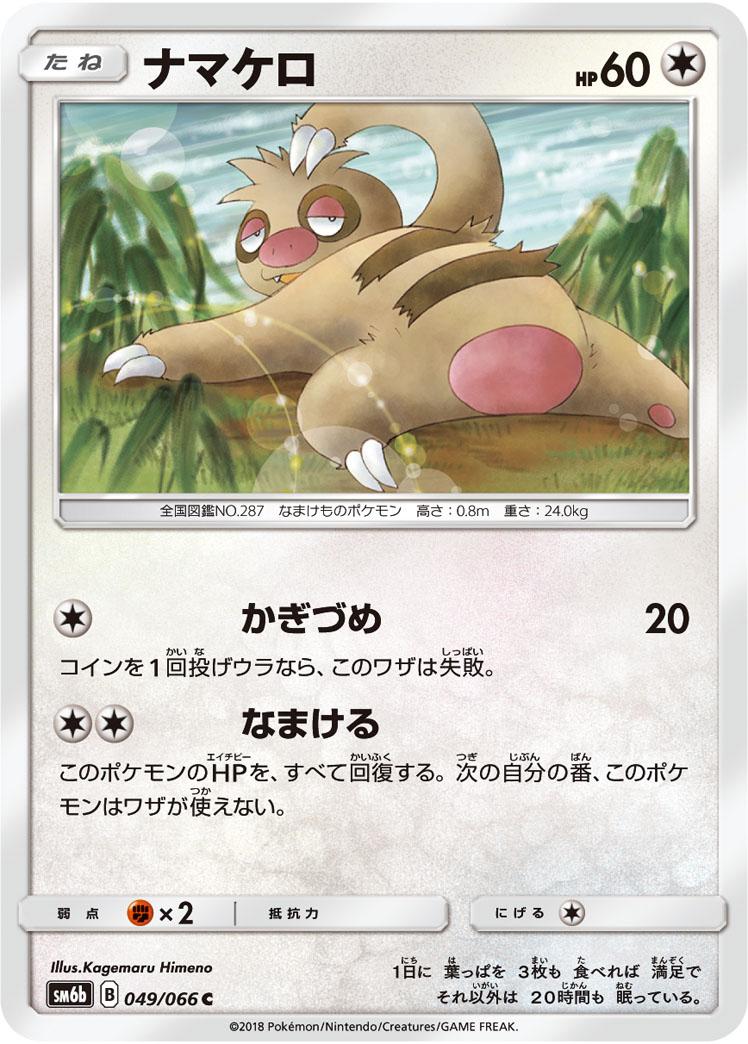 たね ナマケロ HP60
全国図鑑NO.287 なまけものポケモン 高さ:0.8m 重さ:24.0kg
かぎづめ 20
コインを1回投げウラなら、このワザは失敗。
なまける
このポケモンのHPを、すべて回復する。次の自分の番、このポケ
モンはワザが使えない。
弱点 ×2 抵抗力 にげる
Illus.Kagemaru Himeno
SM6b B 049/066 C
1日に 葉っぱを 3枚も 食べれば 満足で
それ以外は 20時間も 眠っている。
©2018 Pokémon/Nintendo/Creatures/GAME FREAK.